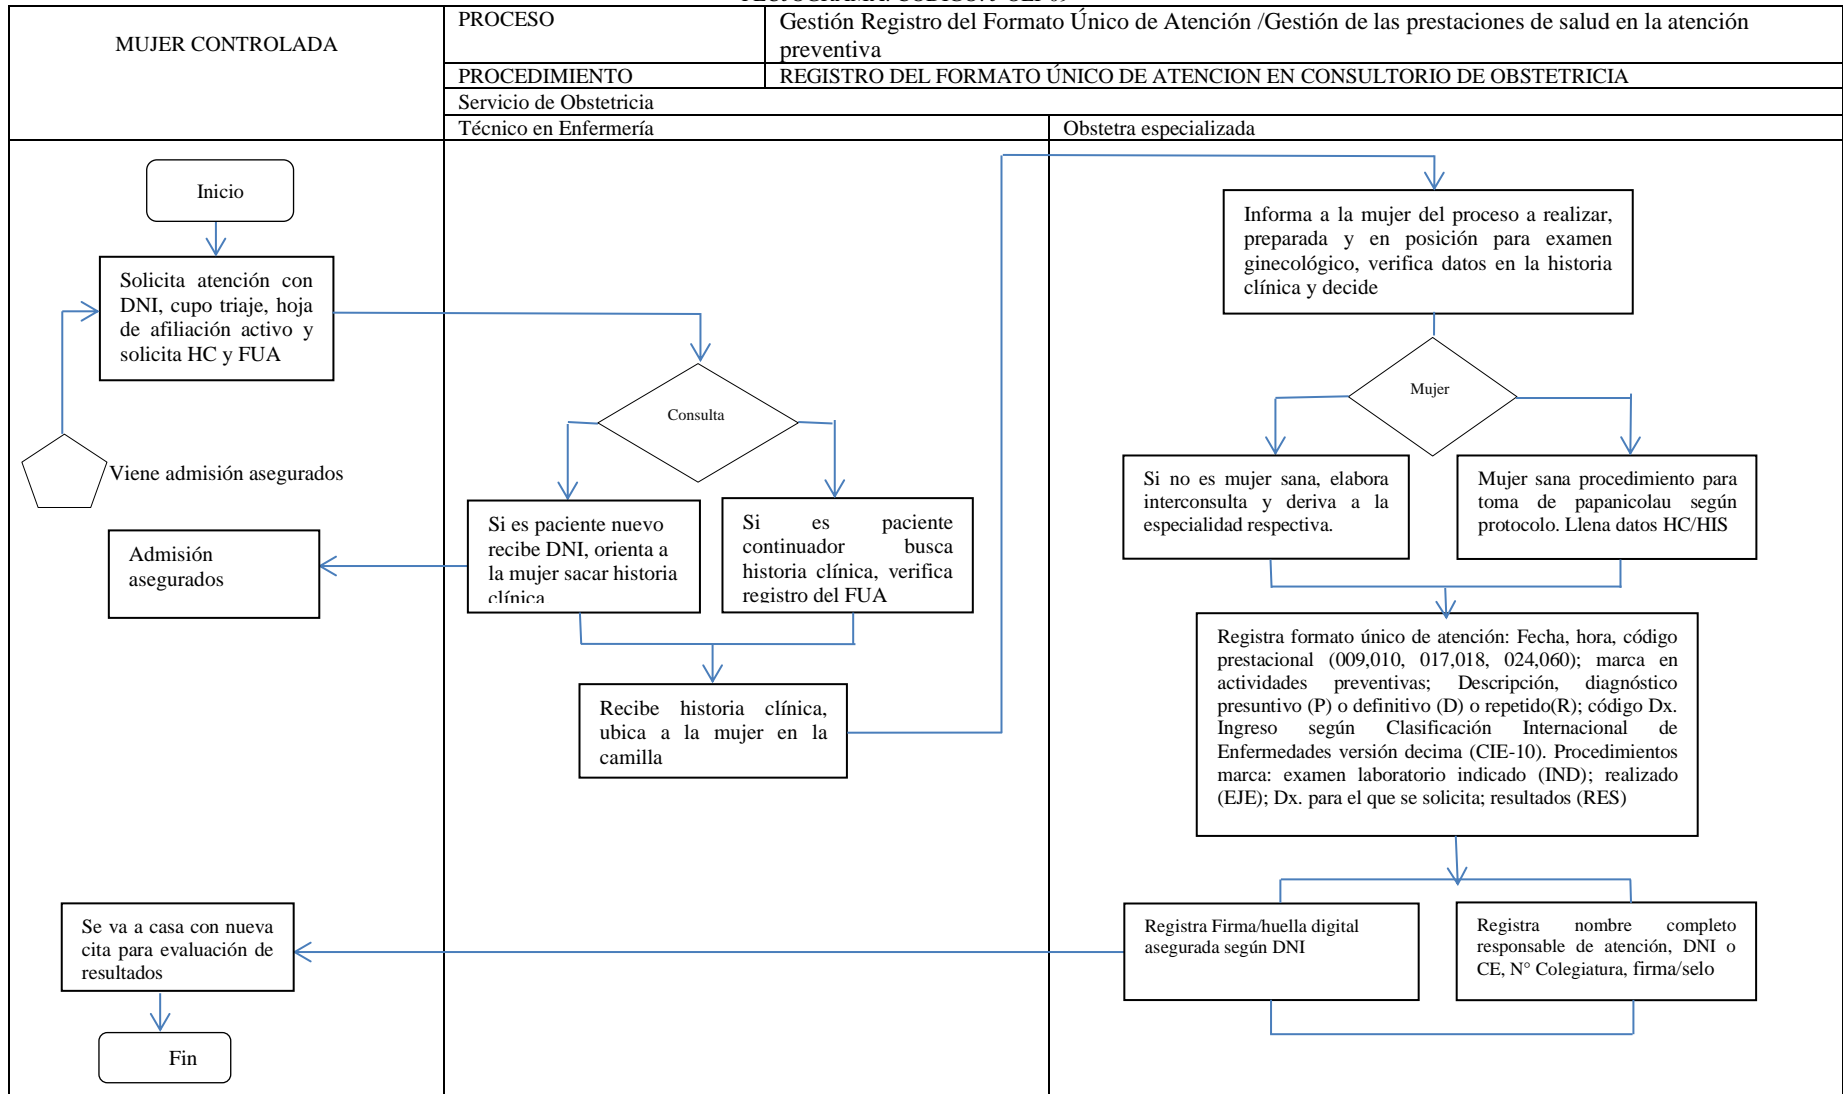 MUJER CONTROLADA
PROCESO
Gestión Registro del Formato Único de Atención /Gestión de las prestaciones de salud en la atención
preventiva
PROCEDIMIENTO
REGISTRO DEL FORMATO ÚNICO DE ATENCION EN CONSULTORIO DE OBSTETRICIA
Servicio de Obstetricia
Técnico en Enfermería
Obstetra especializada
Inicio
Solicita atención con
DNI, cupo triaje, hoja
de afiliación activo y
solicita HC y FUA
Viene admisión asegurados
Admisión
asegurados
Consulta
Si es paciente nuevo
recibe DNI, orienta a
la mujer sacar historia
clínica
Si es paciente
continuador busca
historia clínica, verifica
registro del FUA
Recibe historia clínica,
ubica a la mujer en la
camilla
Informa a la mujer del proceso a realizar,
preparada y en posición para examen
ginecológico, verifica datos en la historia
clínica y decide
Mujer
Si no es mujer sana, elabora
interconsulta y deriva a la
especialidad respectiva.
Mujer sana procedimiento para
toma de papanicolau según
protocolo. Llena datos HC/HIS
Registra formato único de atención: Fecha, hora, código
prestacional (009,010, 017,018, 024,060); marca en
actividades preventivas; Descripción, diagnóstico
presuntivo (P) o definitivo (D) o repetido(R); código Dx.
Ingreso según Clasificación Internacional de
Enfermedades versión decima (CIE-10). Procedimientos
marca: examen laboratorio indicado (IND); realizado
(EJE); Dx. para el que se solicita; resultados (RES)
Registra Firma/huella digital
asegurada según DNI
Registra nombre completo
responsable de atención, DNI o
CE, N° Colegiatura, firma/selo
Se va a casa con nueva
cita para evaluación de
resultados
Fin